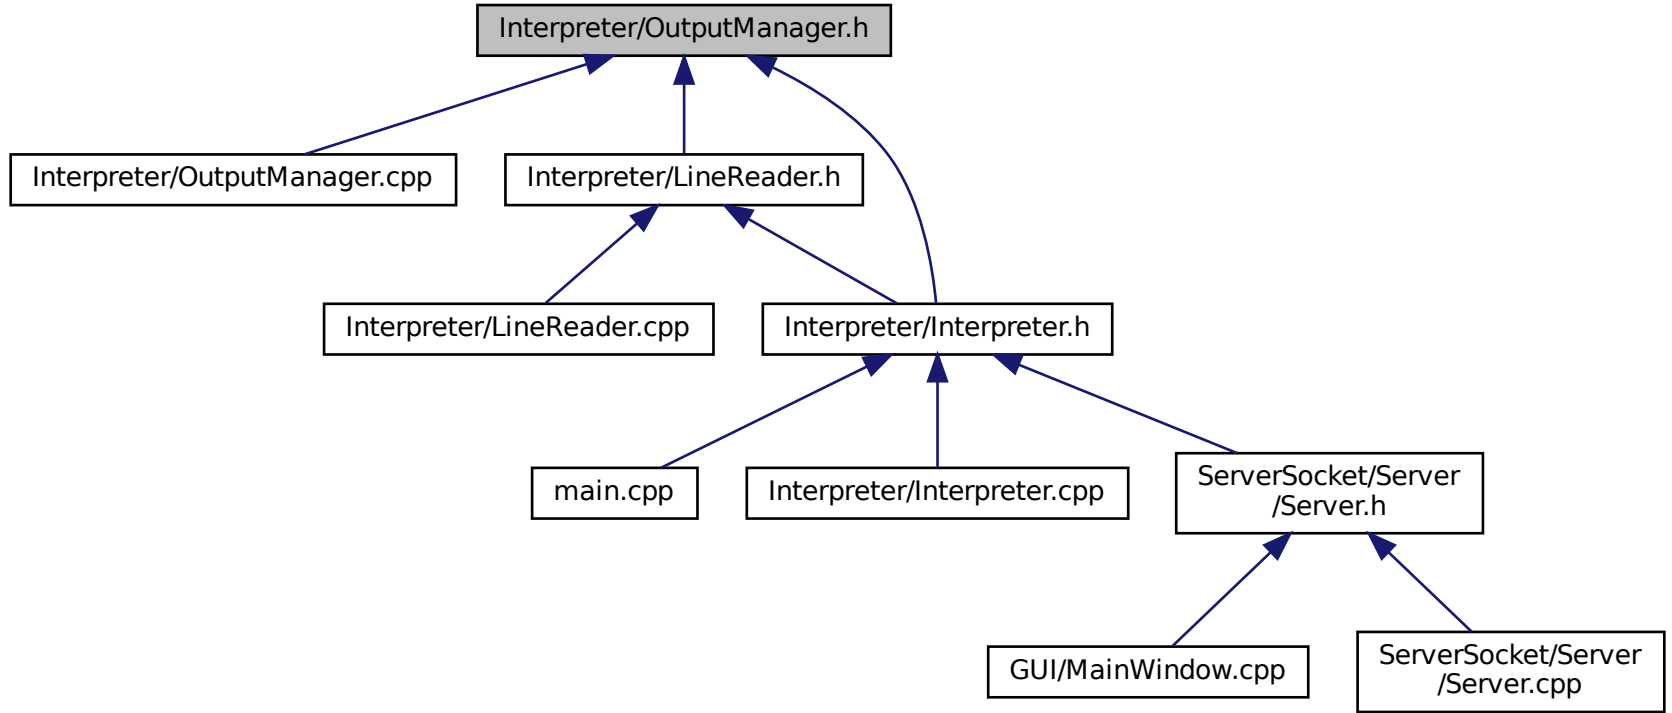 Interpreter/OutputManager.h
Interpreter/OutputManager.cpp
Interpreter/LineReader.h
Interpreter/LineReader.cpp
Interpreter/Interpreter.h
main.cpp
Interpreter/Interpreter.cpp
ServerSocket/Server
/Server.h
GUI/MainWindow.cpp
ServerSocket/Server
/Server.cpp